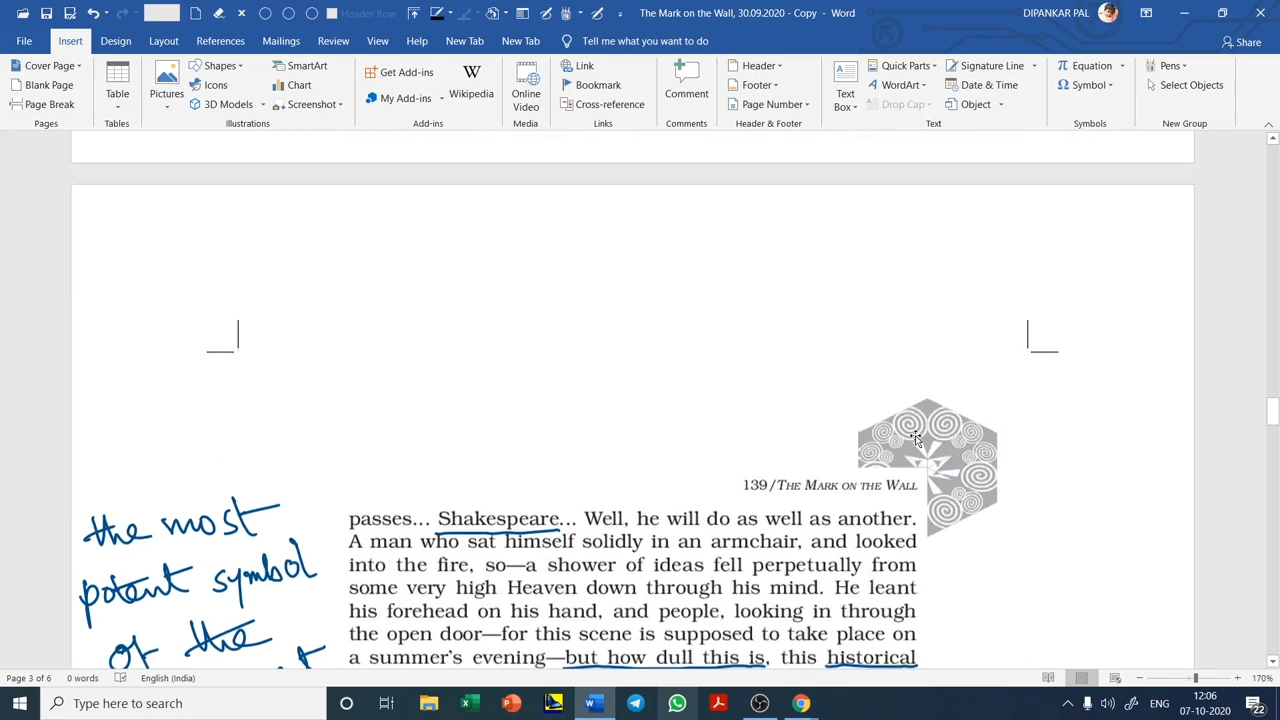 The Mark on the Wall, 30.09.2020 - Copy - Word
DIPANKAR PAL
File Insert Design Layout References Mailings Review View Help New Tab New Tab Tell me what you want to do
Share
Cover Page
Blank Page
Page Break
Pages
Table
Tables
Pictures
Shapes
Icons
3D Models
SmartArt
Chart
Screenshot
Illustrations
Get Add-ins
My Add-ins
Wikipedia
Add-ins
Online
Video
Media
Link
Bookmark
Cross-reference
Links
Comment
Comments
Header
Footer
Page Number
Header & Footer
Text
Box
Quick Parts
WordArt
Drop Cap
Signature Line
Date & Time
Object
Text
Equation
Symbol
Symbols
Pens
Select Objects
New Group
139/THE MARK ON THE WALL
the most
potent symbol
of the
passes... Shakespeare... Well, he will do as well as another.
A man who sat himself solidly in an armchair, and looked
into the fire, so—a shower of ideas fell perpetually from
some very high Heaven down through his mind. He leant
his forehead on his hand, and people, looking in through
the open door—for this scene is supposed to take place on
a summer's evening—but how dull this is, this historical
Page 3 of 6 0 words English (India)
170%
Type here to search
ENG
12:06
07-10-2020
22